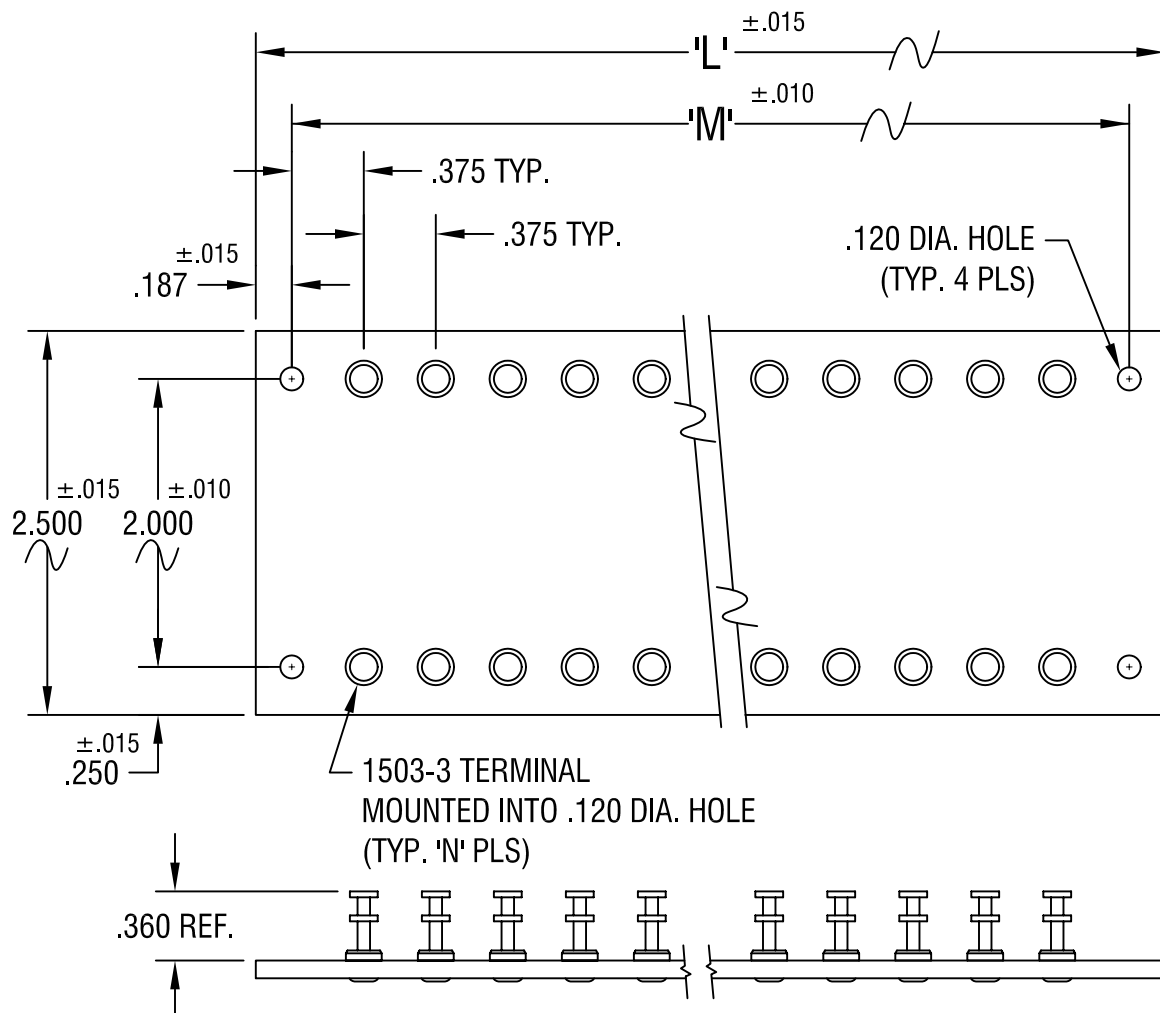 ±.015
'L'
±.010
'M'
.375 TYP.
.375 TYP.
±.015
.187
.120 DIA. HOLE
(TYP. 4 PLS)
±.015
2.500
±.010
2.000
±.015
.250
1503-3 TERMINAL
MOUNTED INTO .120 DIA. HOLE
(TYP. 'N' PLS)
.360 REF.